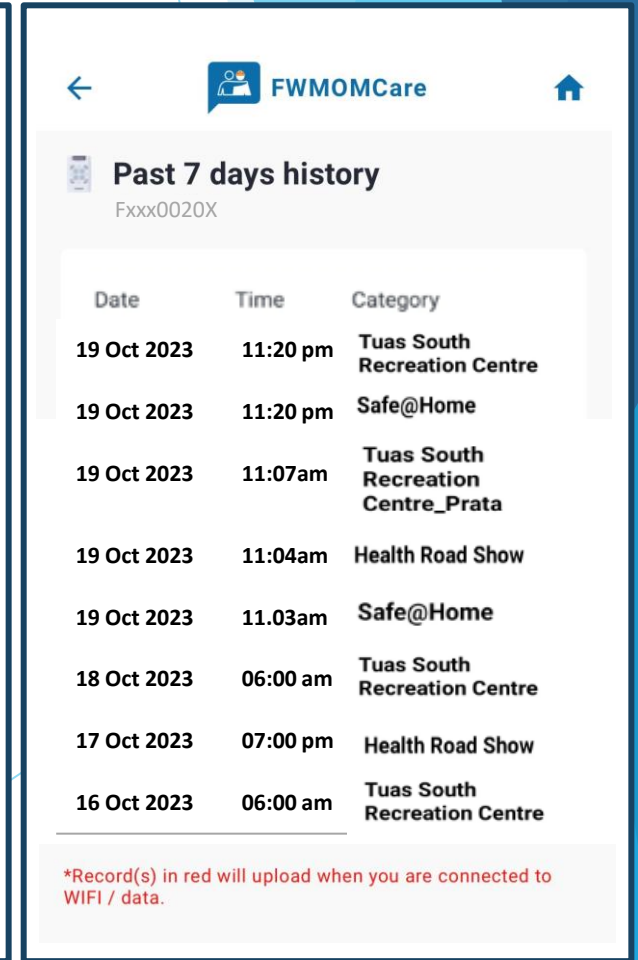 FWMOMCare
Past 7 days history
Fxxx0020X
Date Time Category
19 Oct 2023 11:20 pm Tuas South
Recreation Centre
19 Oct 2023 11:20 pm Safe@Home
19 Oct 2023 11:07am Tuas South
Recreation
Centre_Prata
19 Oct 2023 11:04am Health Road Show
19 Oct 2023 11.03am Safe@Home
18 Oct 2023 06:00 am Tuas South
Recreation Centre
17 Oct 2023 07:00 pm Health Road Show
16 Oct 2023 06:00 am Tuas South
Recreation Centre
*Record(s) in red will upload when you are connected to
WIFI / data.